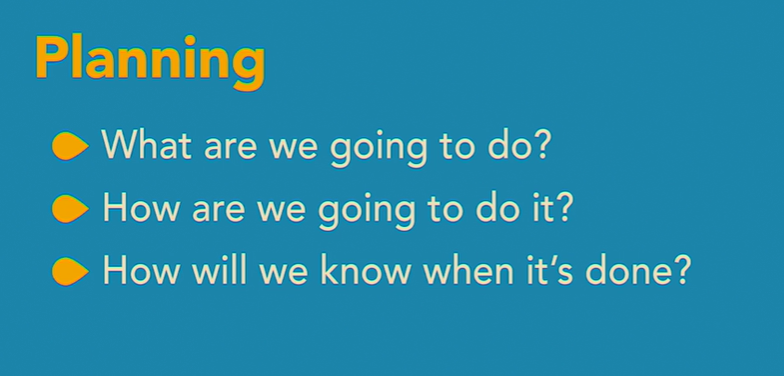 Planning
What are we going to do?
How are we going to do it?
How will we know when it’s done?